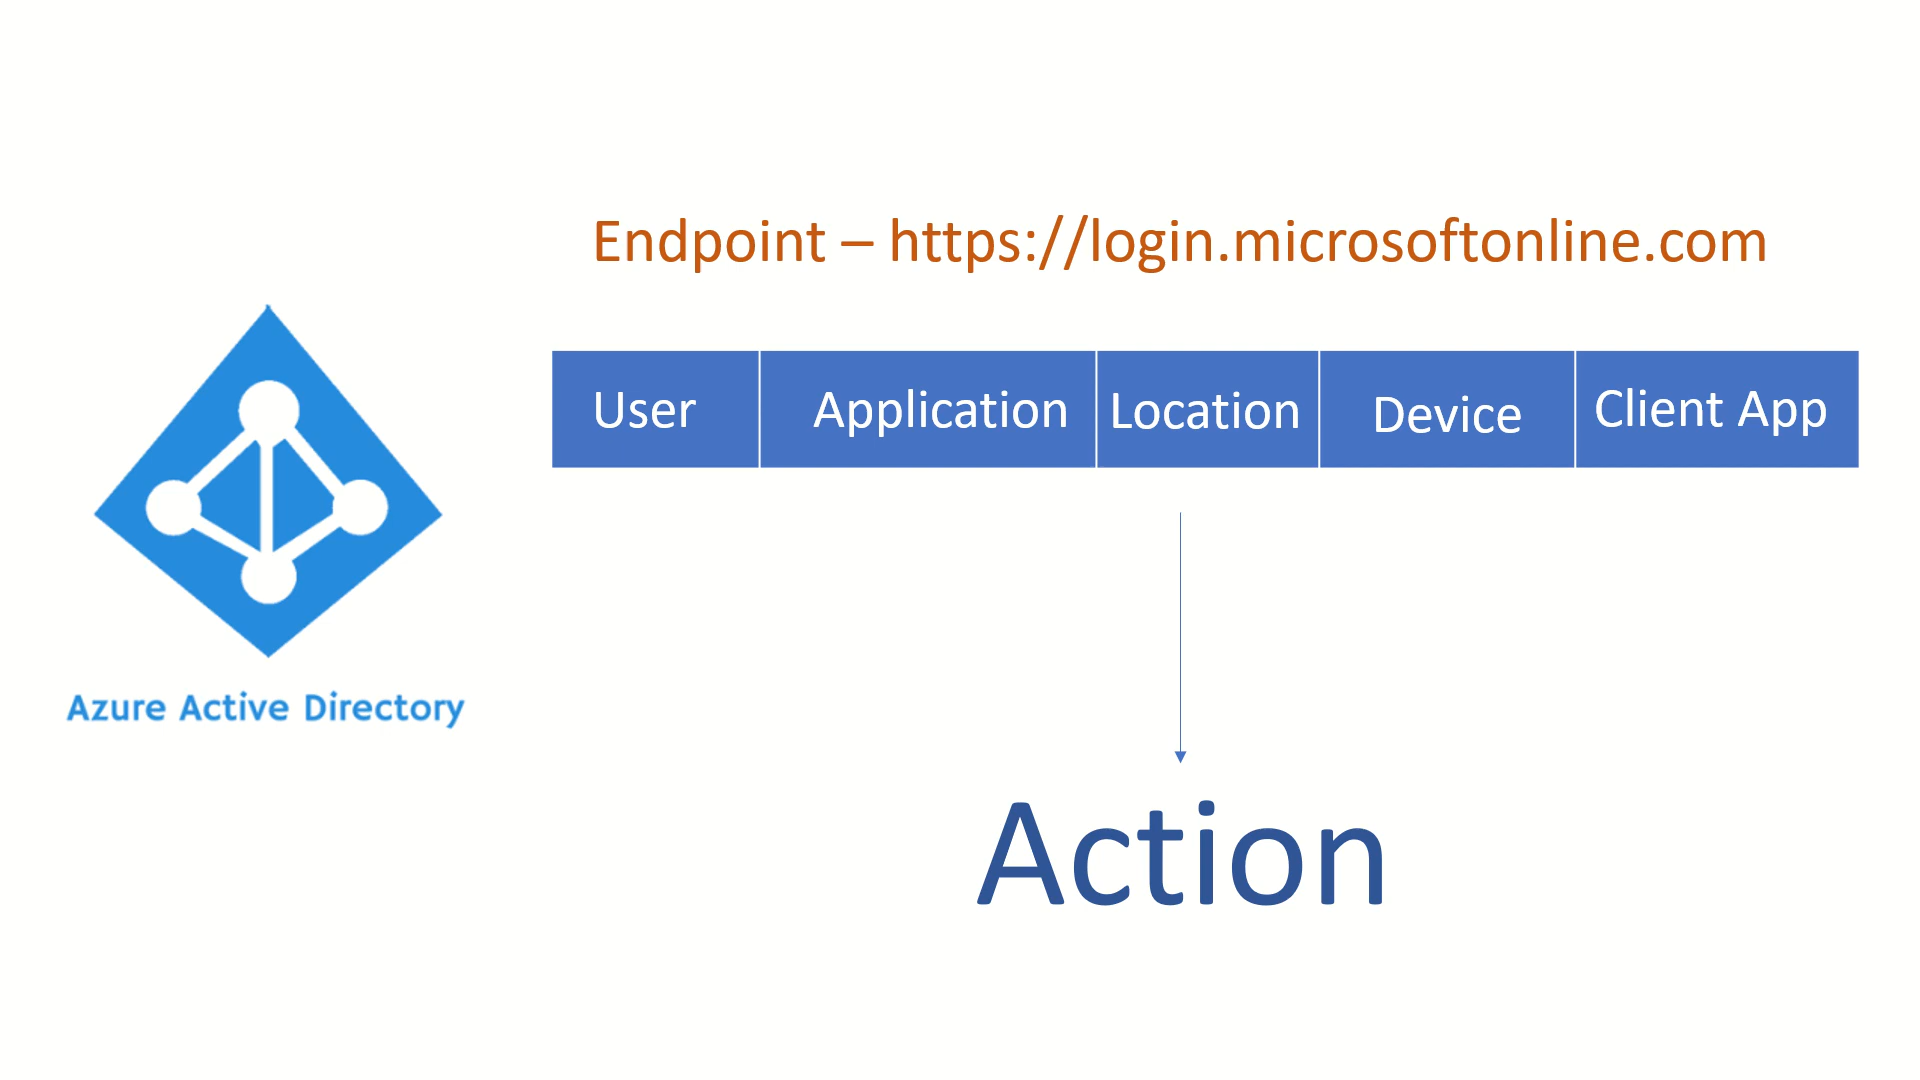 Endpoint – https://login.microsoftonline.com
User Application Location Device Client App
Azure Active Directory
Action